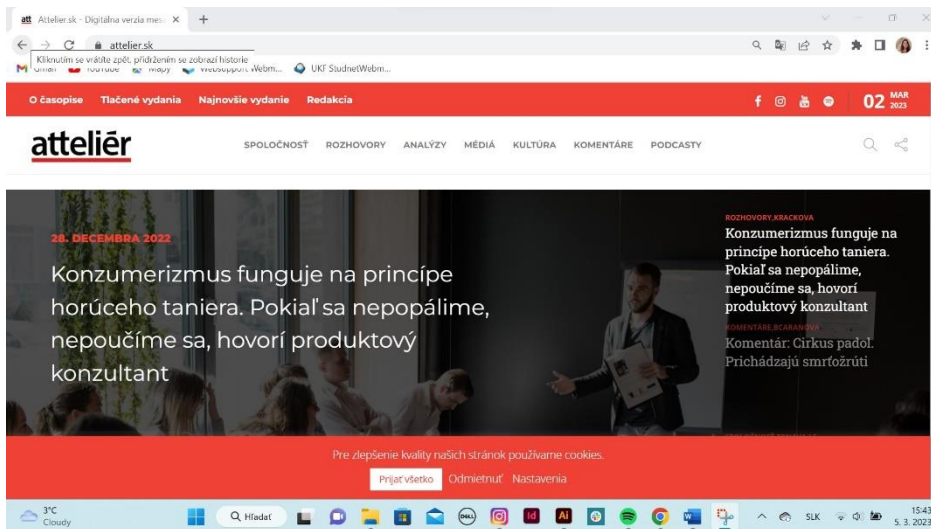 att Attelier.sk - Digitálna verzia mes
attelier.sk
Kliknutím se vrátíte zpět, přidržením se zobrazí historie
Gmail YouTube Mapy Websupport Webm... UKF StudnetWebm...
O časopise Tlačené vydania Najnovšie vydanie Redakcia
02 MAR 2023
atteliér
SPOLOČNOSŤ ROZHOVORY ANALÝZY MÉDIÁ KULTÚRA KOMENTÁRE PODCASTY
28. DECEMBRA 2022
Konzumerizmus funguje na princípe
horúceho taniera. Pokiaľ sa nepopálime,
nepoučíme sa, hovorí produktový
konzultant
ROZHOVORY,KRACKOVA
Konzumerizmus funguje na
princípe horúceho taniera.
Pokiaľ sa nepopálime,
nepoučíme sa, hovorí
produktový konzultant
KOMENTÁRE,BCARANOVA
Komentár: Cirkus padol.
Prichádzajú smrťožrúti
Pre zlepšenie kvality našich stránok používame cookies.
Prijať všetko Odmietnuť Nastavenia
3°C
Cloudy
Hľadať
DELL
Id
Ai
SLK
15:43
5. 3. 2023